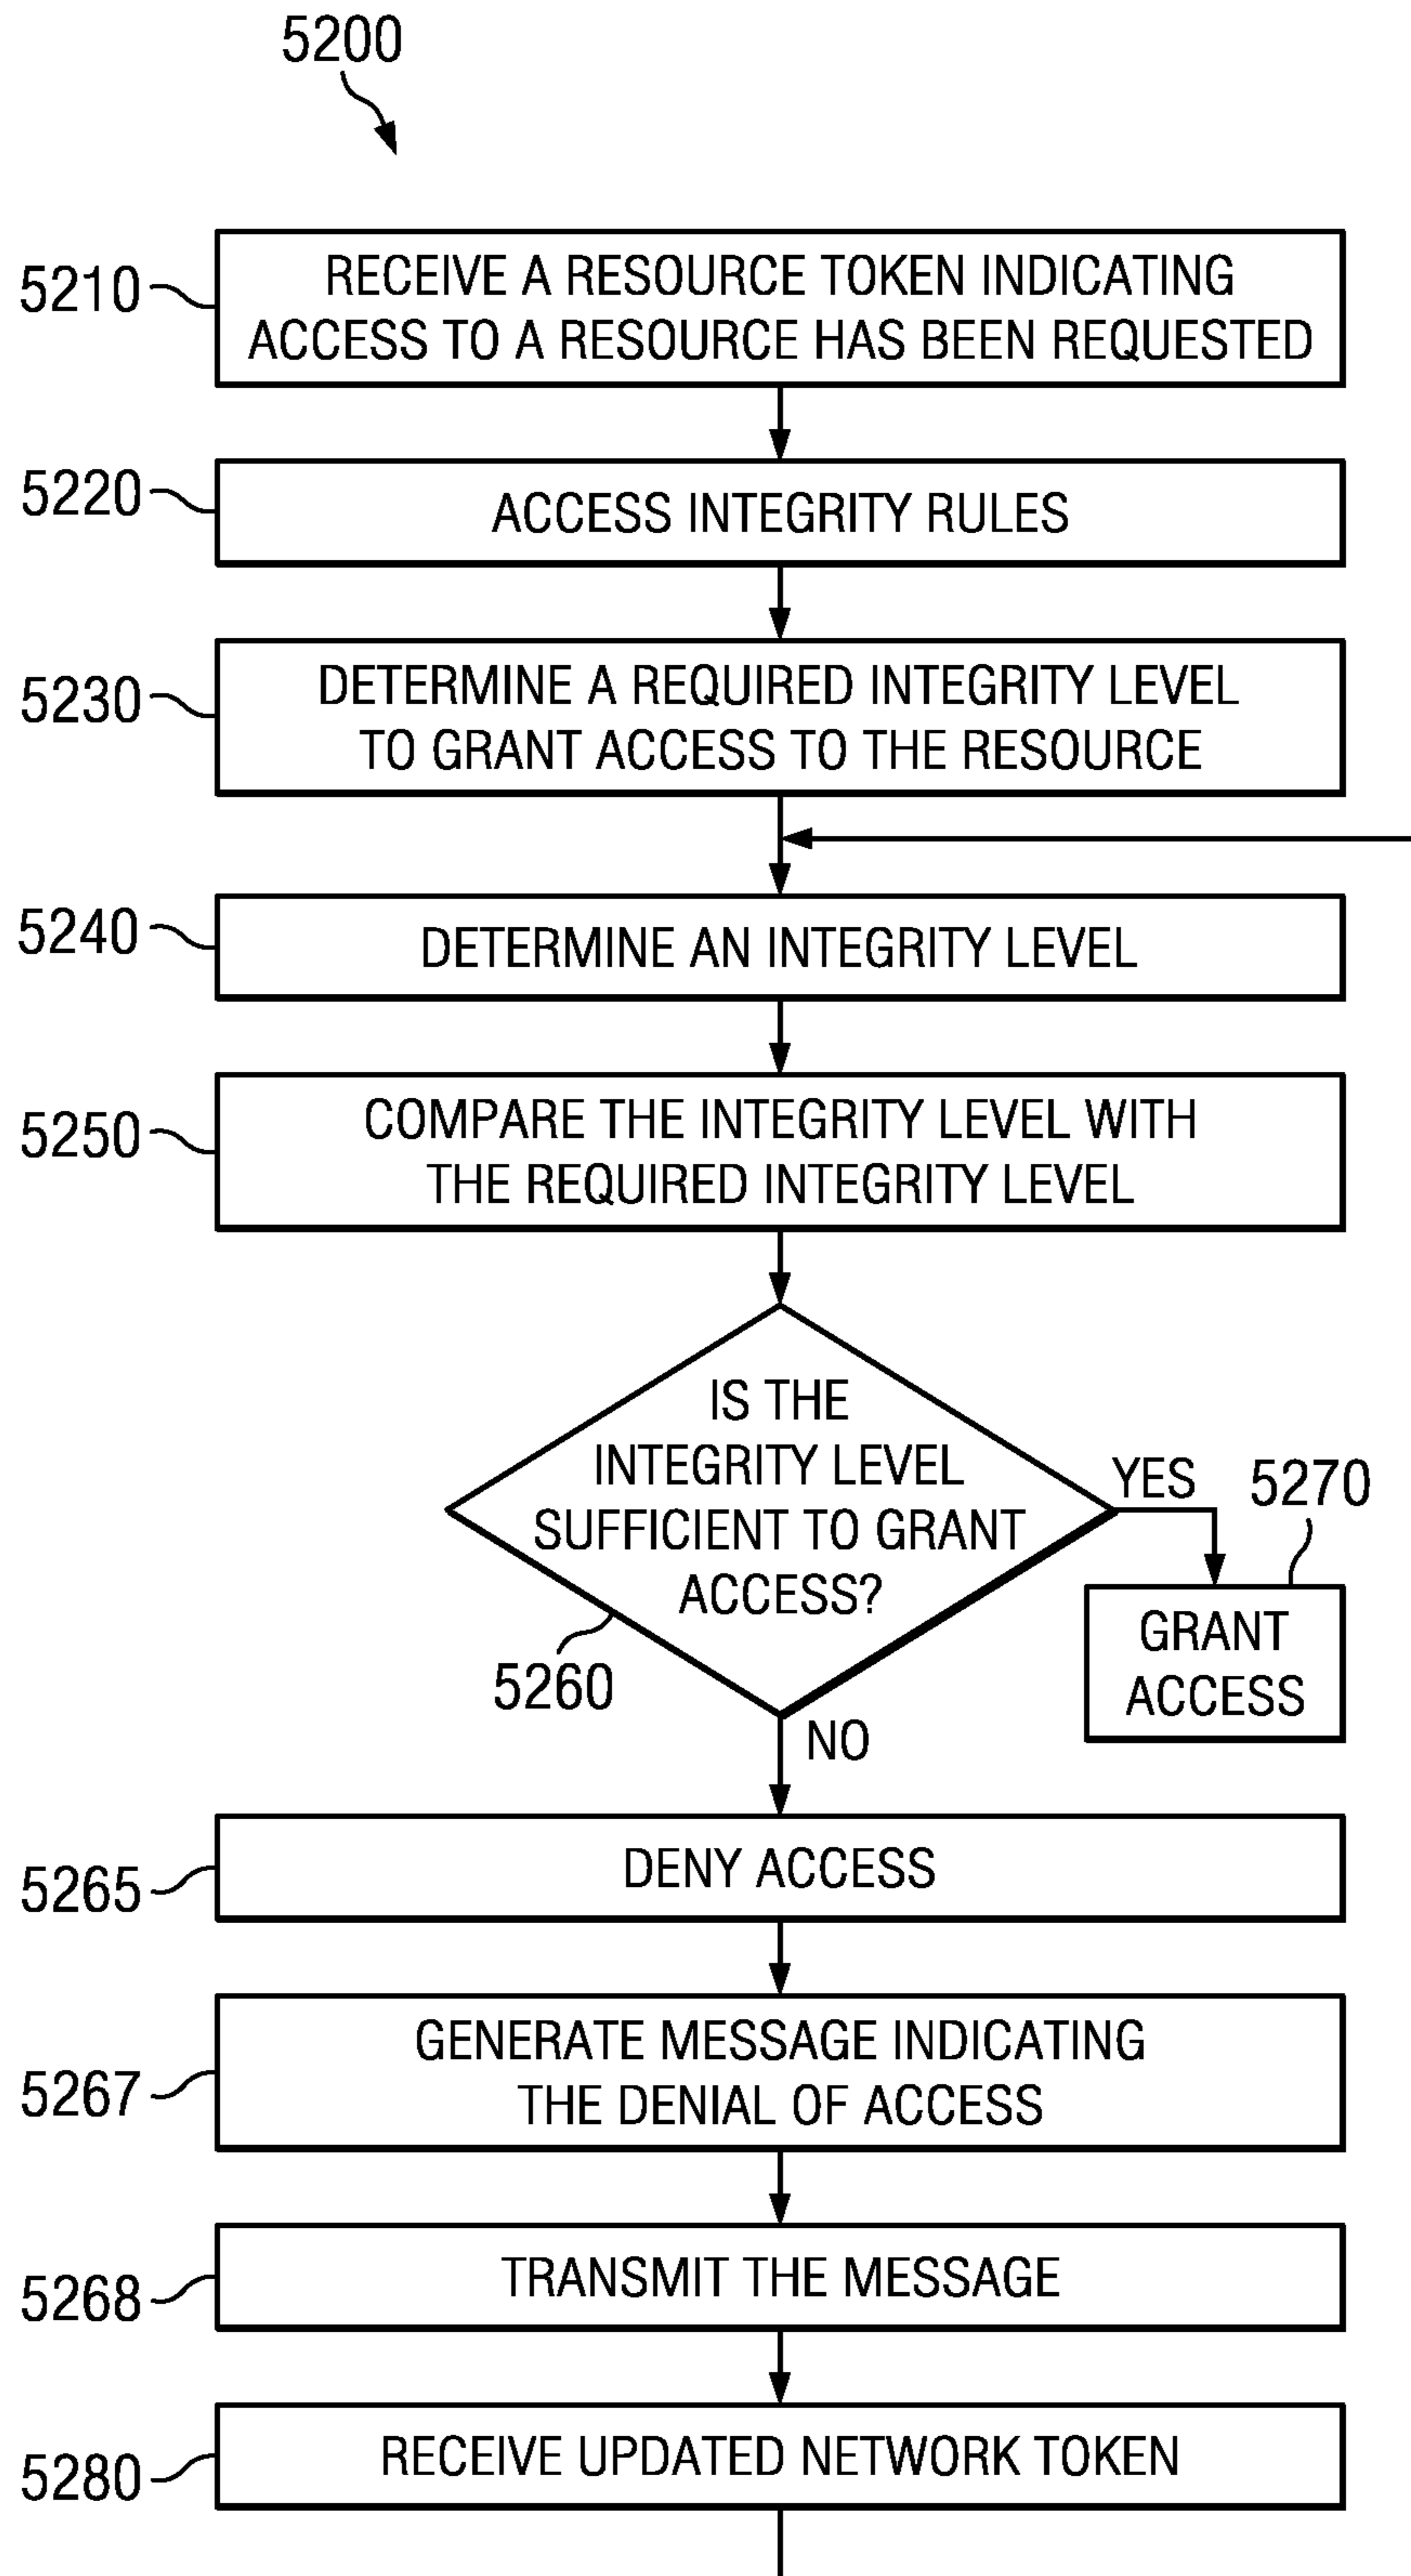 5200
5210
RECEIVE A RESOURCE TOKEN INDICATING
ACCESS TO A RESOURCE HAS BEEN REQUESTED
5220
ACCESS INTEGRITY RULES
5230
DETERMINE A REQUIRED INTEGRITY LEVEL
TO GRANT ACCESS TO THE RESOURCE
5240
DETERMINE AN INTEGRITY LEVEL
5250
COMPARE THE INTEGRITY LEVEL WITH
THE REQUIRED INTEGRITY LEVEL
IS THE
INTEGRITY LEVEL
SUFFICIENT TO GRANT
ACCESS?
5260
YES
5270
GRANT
ACCESS
NO
5265
DENY ACCESS
5267
GENERATE MESSAGE INDICATING
THE DENIAL OF ACCESS
5268
TRANSMIT THE MESSAGE
5280
RECEIVE UPDATED NETWORK TOKEN